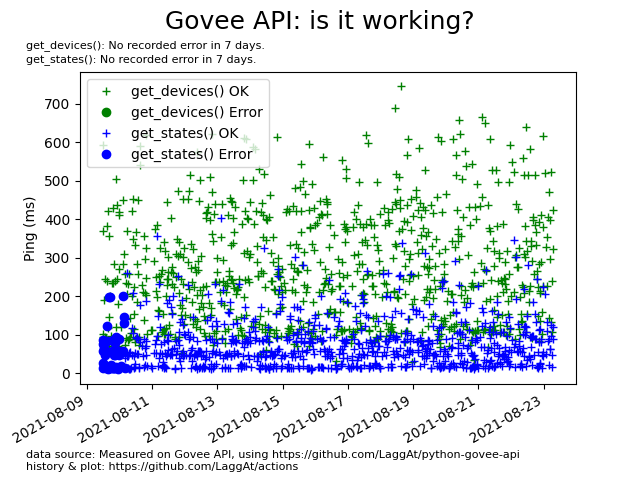 Govee API: is it working?
get_devices(): No recorded error in 7 days.
get_states(): No recorded error in 7 days.
get_devices() OK
get_devices() Error
get_states() OK
get_states() Error
Ping (ms)
700
600
500
400
300
200
100
0
2021-08-09
2021-08-11
2021-08-13
2021-08-15
2021-08-17
2021-08-19
2021-08-21
2021-08-23
data source: Measured on Govee API, using https://github.com/LaggAt/python-govee-api
history & plot: https://github.com/LaggAt/actions